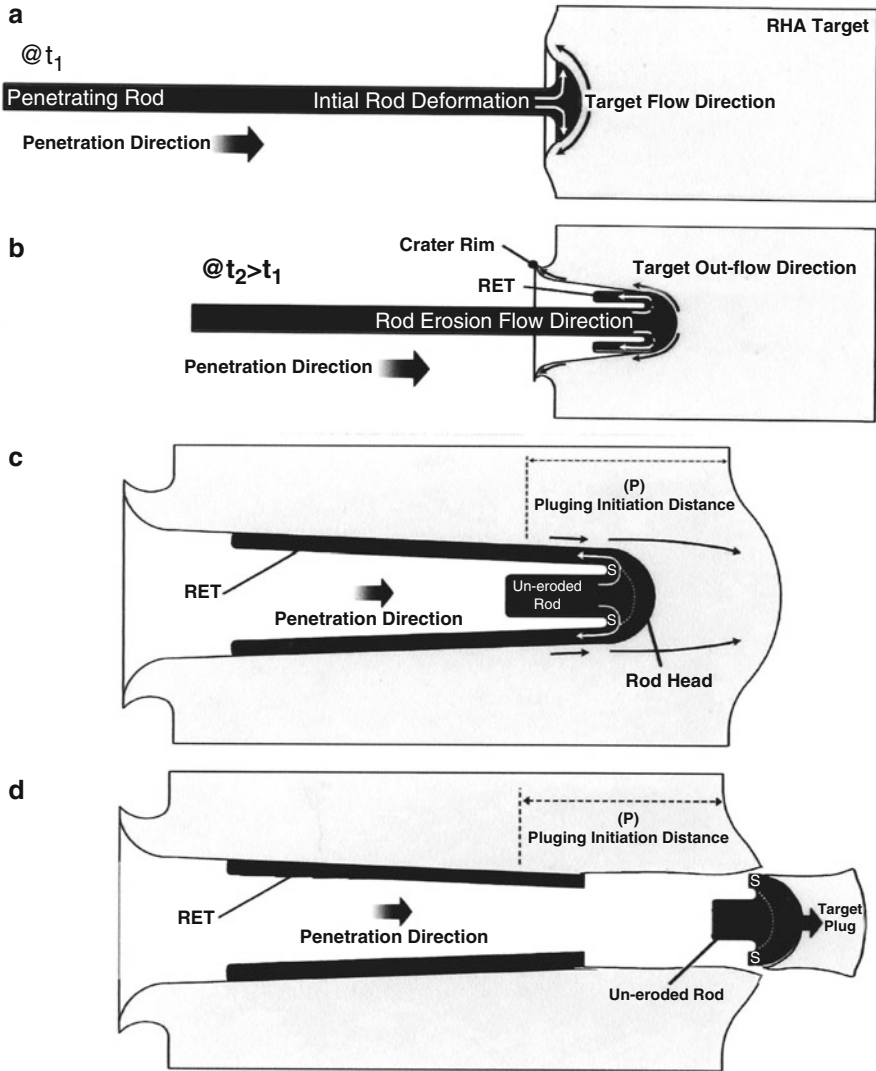 a
RHA Target
@t1
Penetrating Rod
Intial Rod Deformation
Target Flow Direction
Penetration Direction
b
Crater Rim
@t2>t1
RET
Target Out-flow Direction
Rod Erosion Flow Direction
Penetration Direction
c
(P)
Pluging Initiation Distance
S
Un-eroded
Rod
RET
Penetration Direction
S
Rod Head
d
(P)
Pluging Initiation Distance
S
RET
Target
Plug
Penetration Direction
S
Un-eroded Rod